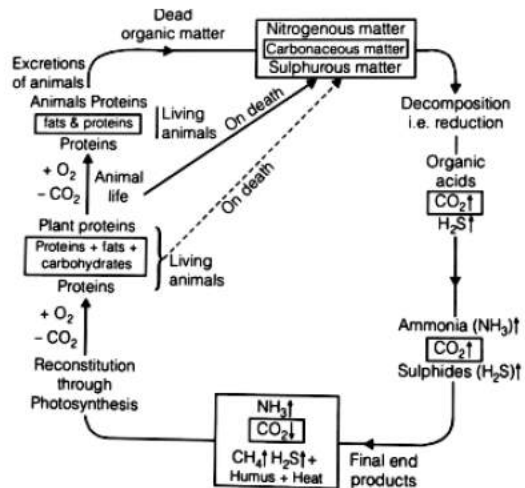 Dead
organic matter
Nitrogenous matter
Carbonaceous matter
Sulphurous matter
Excretions
of animals
Animals Proteins
fats & proteins
Proteins
Living
animals
On death
On death
Decomposition
i.e. reduction
Organic
acids
CO₂↑
H₂S↑
+ O₂
– CO₂
Animal
life
Plant proteins
Proteins + fats +
carbohydrates
Proteins
Living
animals
+ O₂
– CO₂
Ammonia (NH₃)↑
CO₂↑
Sulphides (H₂S)↑
Reconstitution
through
Photosynthesis
NH₃↑
CO₂↓
CH₄↑ H₂S↑ +
Humus + Heat
Final end
products